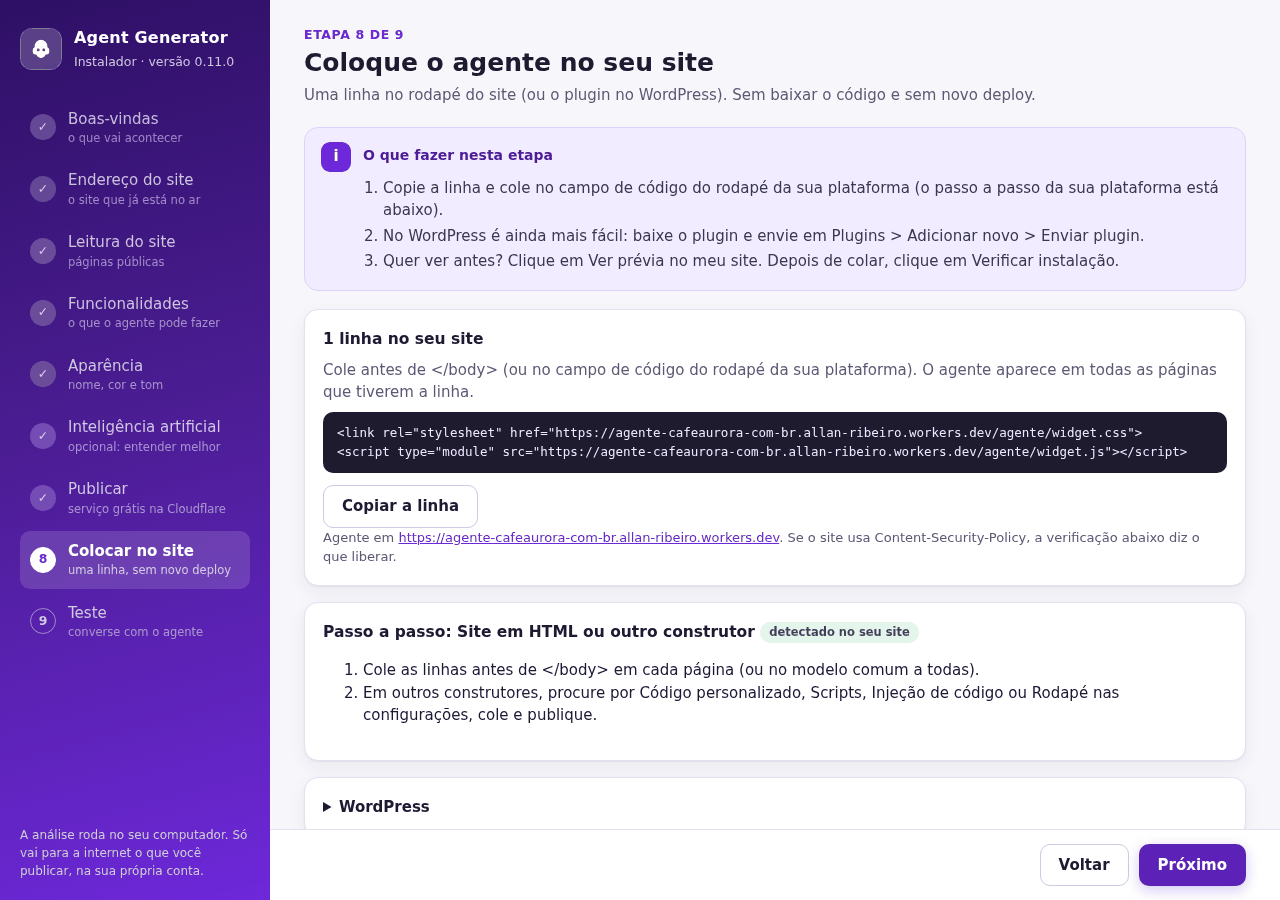 Agent Generator
Instalador · versão 0.11.0
✓ Boas-vindas
o que vai acontecer
✓ Endereço do site
o site que já está no ar
✓ Leitura do site
páginas públicas
✓ Funcionalidades
o que o agente pode fazer
✓ Aparência
nome, cor e tom
✓ Inteligência artificial
opcional: entender melhor
✓ Publicar
serviço grátis na Cloudflare
8 Colocar no site
uma linha, sem novo deploy
9 Teste
converse com o agente
A análise roda no seu computador. Só
vai para a internet o que você
publicar, na sua própria conta.
ETAPA 8 DE 9
Coloque o agente no seu site
Uma linha no rodapé do site (ou o plugin no WordPress). Sem baixar o código e sem novo deploy.
i O que fazer nesta etapa
1. Copie a linha e cole no campo de código do rodapé da sua plataforma (o passo a passo da sua plataforma está
abaixo).
2. No WordPress é ainda mais fácil: baixe o plugin e envie em Plugins > Adicionar novo > Enviar plugin.
3. Quer ver antes? Clique em Ver prévia no meu site. Depois de colar, clique em Verificar instalação.
1 linha no seu site
Cole antes de </body> (ou no campo de código do rodapé da sua plataforma). O agente aparece em todas as páginas
que tiverem a linha.
<link rel="stylesheet" href="https://agente-cafeaurora-com-br.allan-ribeiro.workers.dev/agente/widget.css">
<script type="module" src="https://agente-cafeaurora-com-br.allan-ribeiro.workers.dev/agente/widget.js"></script>
Copiar a linha
Agente em https://agente-cafeaurora-com-br.allan-ribeiro.workers.dev. Se o site usa Content-Security-Policy, a verificação abaixo diz o
que liberar.
Passo a passo: Site em HTML ou outro construtor detectado no seu site
1. Cole as linhas antes de </body> em cada página (ou no modelo comum a todas).
2. Em outros construtores, procure por Código personalizado, Scripts, Injeção de código ou Rodapé nas
configurações, cole e publique.
WordPress
Voltar
Próximo